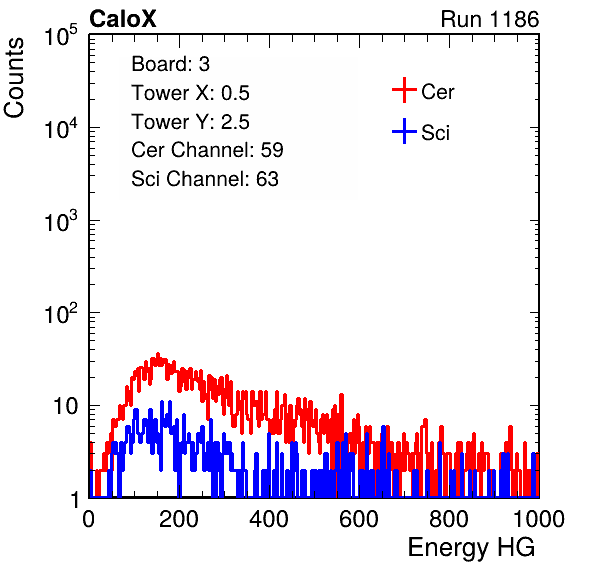 CaloX Run 1186
Counts
10^5
10^4
10^3
10^2
10
1
Board: 3
Tower X: 0.5
Tower Y: 2.5
Cer Channel: 59
Sci Channel: 63
Cer
Sci
0 200 400 600 800 1000
Energy HG